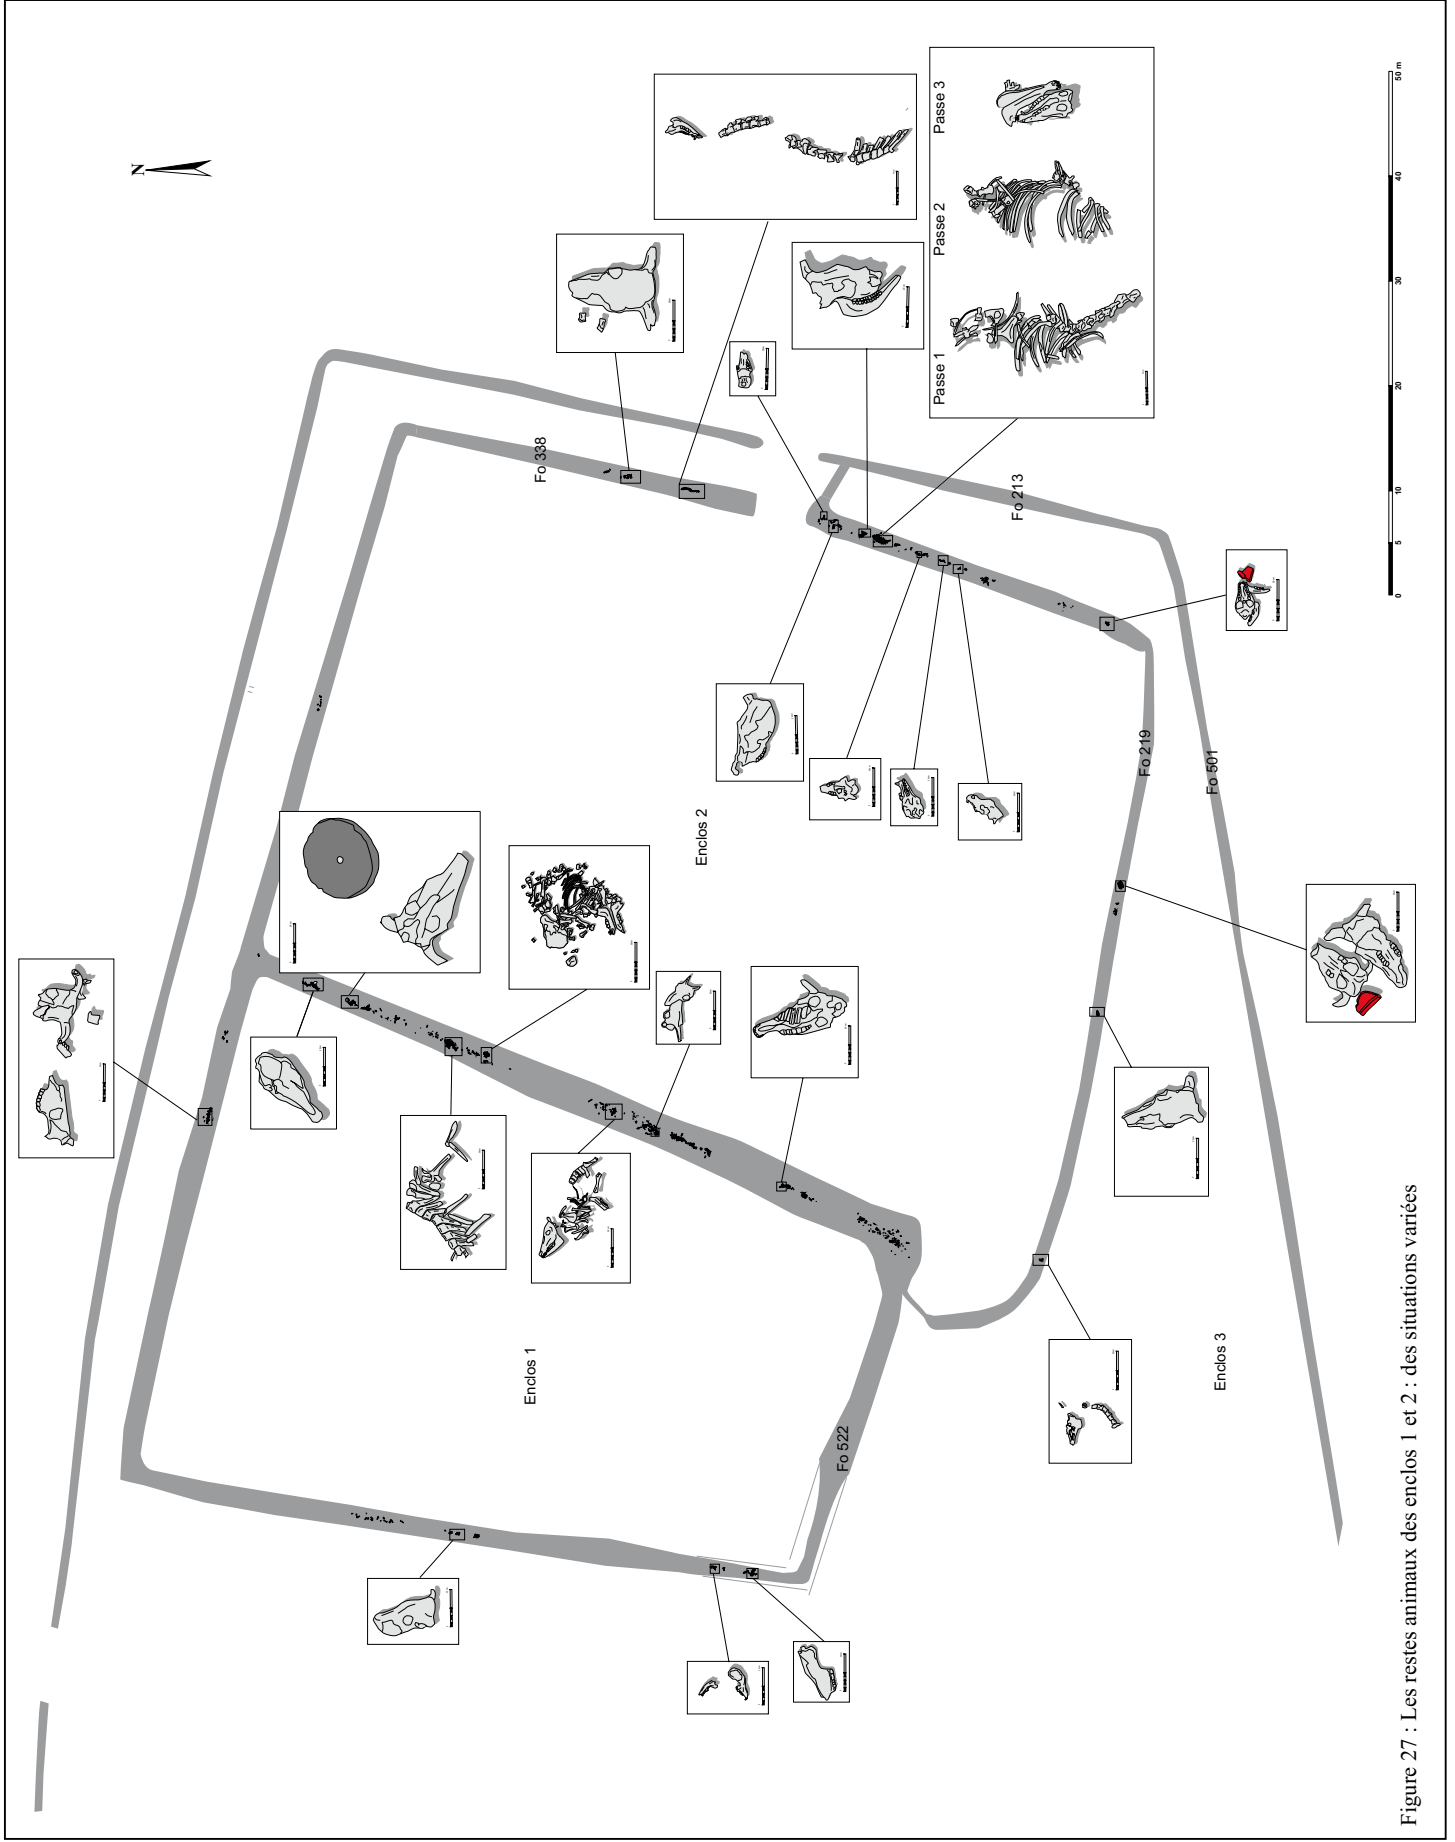 N
Passe 1
Passe 2
Passe 3
Fo 338
Fo 213
Enclos 2
Fo 219
Fo 501
Enclos 1
Fo 522
Enclos 3
0 5 10 20 30 40 50 m
Figure 27 : Les restes animaux des enclos 1 et 2 : des situations variées